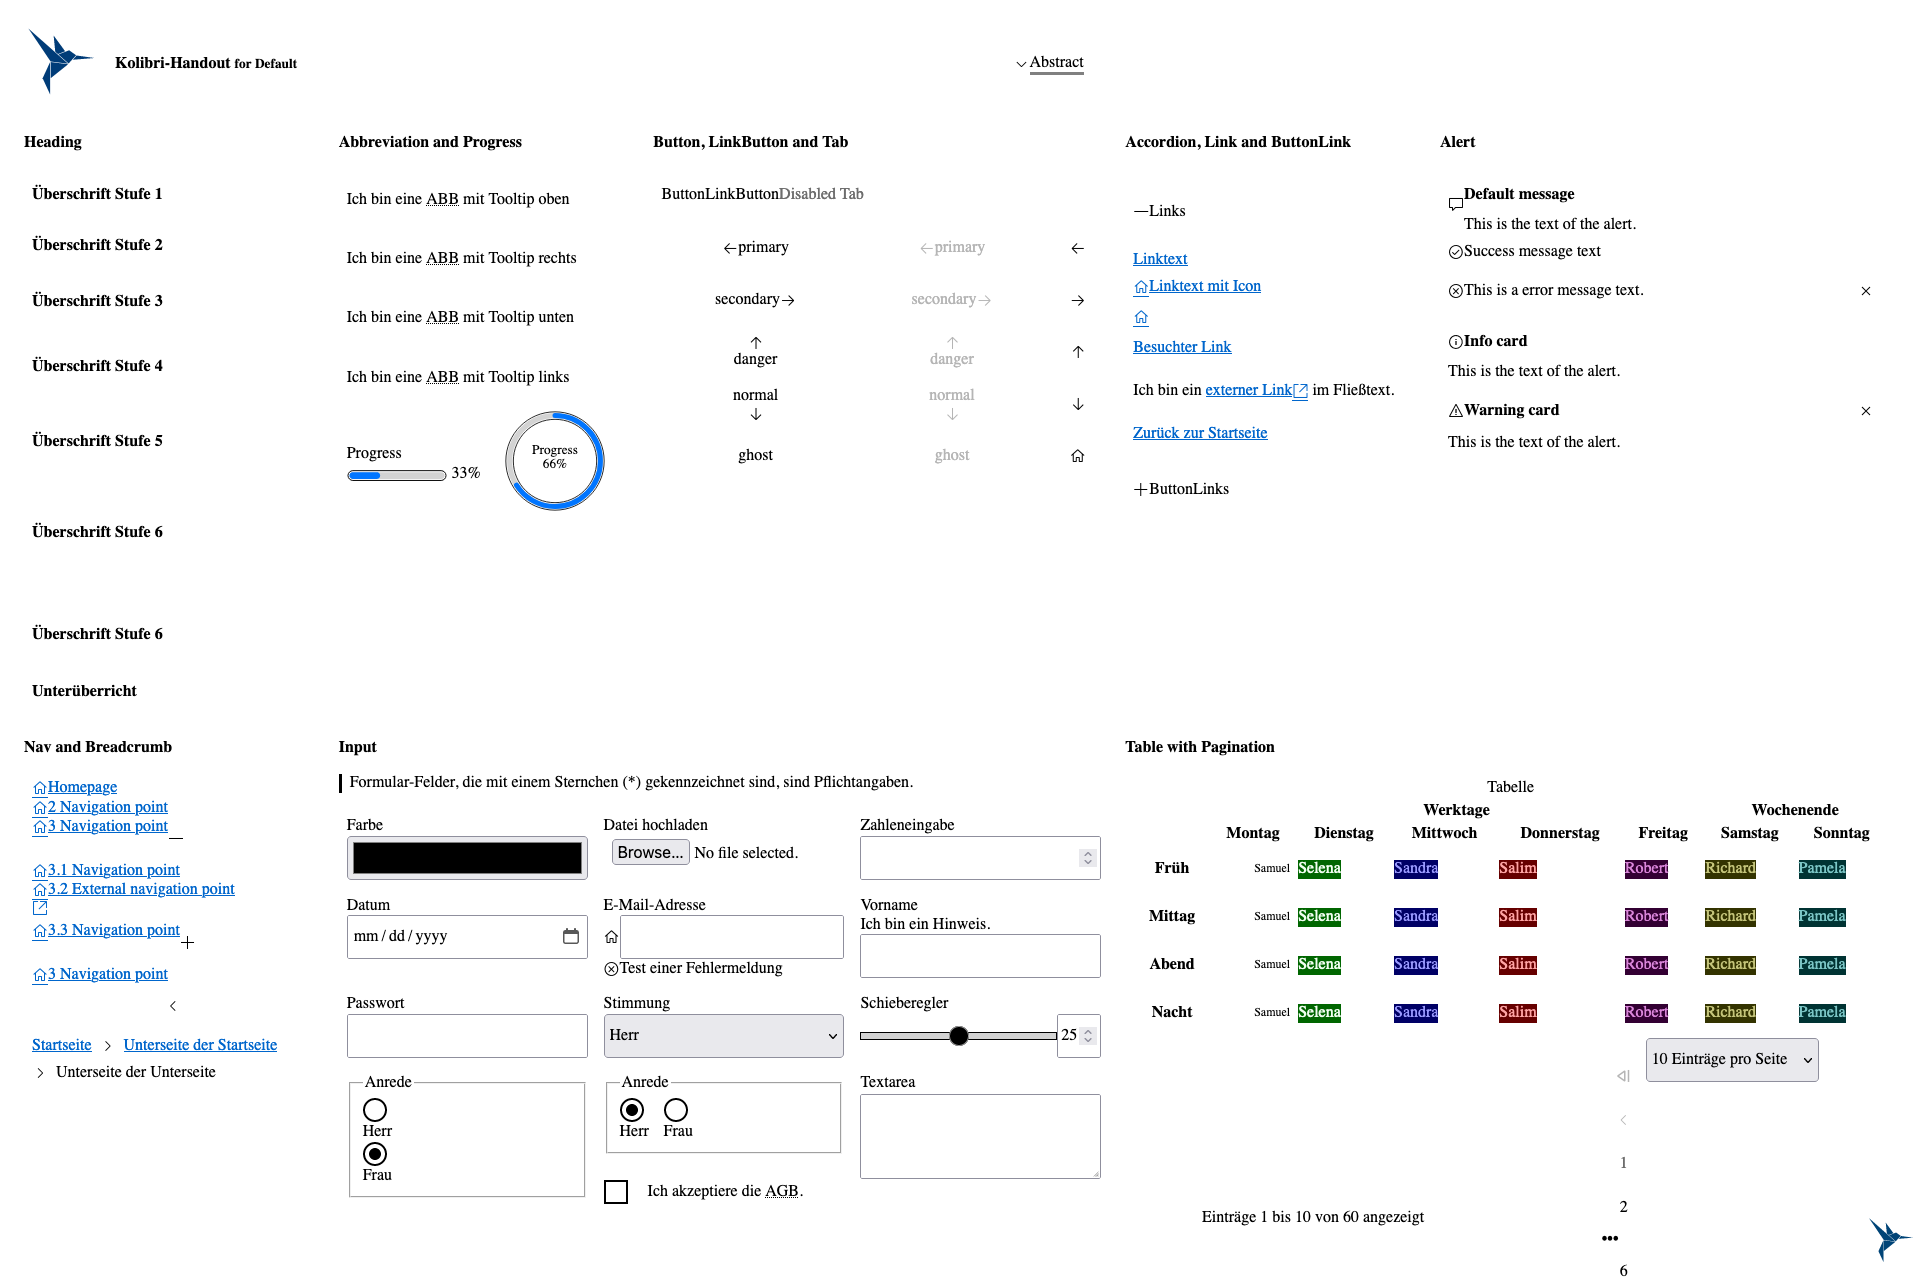 Kolibri-Handout for Default
Abstract
Heading
Überschrift Stufe 1
Überschrift Stufe 2
Überschrift Stufe 3
Überschrift Stufe 4
Überschrift Stufe 5
Überschrift Stufe 6
Überschrift Stufe 6
Unterüberricht
Abbreviation and Progress
Ich bin eine ABB mit Tooltip oben
Ich bin eine ABB mit Tooltip rechts
Ich bin eine ABB mit Tooltip unten
Ich bin eine ABB mit Tooltip links
Progress
33%
Progress
66%
Button, LinkButton and Tab
ButtonLinkButtonDisabled Tab
primary primary
secondary secondary
danger danger
normal normal
ghost ghost
Accordion, Link and ButtonLink
Links
Linktext
Linktext mit Icon
Besuchter Link
Ich bin ein externer Link im Fließtext.
Zurück zur Startseite
ButtonLinks
Alert
Default message
This is the text of the alert.
Success message text
This is a error message text.
Info card
This is the text of the alert.
Warning card
This is the text of the alert.
Nav and Breadcrumb
Homepage
2 Navigation point
3 Navigation point
3.1 Navigation point
3.2 External navigation point
3.3 Navigation point
3 Navigation point
Startseite Unterseite der Startseite
Unterseite der Unterseite
Input
Formular-Felder, die mit einem Sternchen (*) gekennzeichnet sind, sind Pflichtangaben.
Farbe
Datei hochladen
Browse... No file selected.
Zahleneingabe
Datum
mm / dd / yyyy
E-Mail-Adresse
Test einer Fehlermeldung
Vorname
Ich bin ein Hinweis.
Passwort
Stimmung
Herr
Schieberegler
25
Anrede
Herr
Frau
Anrede
Herr Frau
Textarea
Ich akzeptiere die AGB.
Table with Pagination
Tabelle
Werktage Wochenende
Montag Dienstag Mittwoch Donnerstag Freitag Samstag Sonntag
Früh Samuel Selena Sandra Salim Robert Richard Pamela
Mittag Samuel Selena Sandra Salim Robert Richard Pamela
Abend Samuel Selena Sandra Salim Robert Richard Pamela
Nacht Samuel Selena Sandra Salim Robert Richard Pamela
10 Einträge pro Seite
1
2
Einträge 1 bis 10 von 60 angezeigt
•••
6